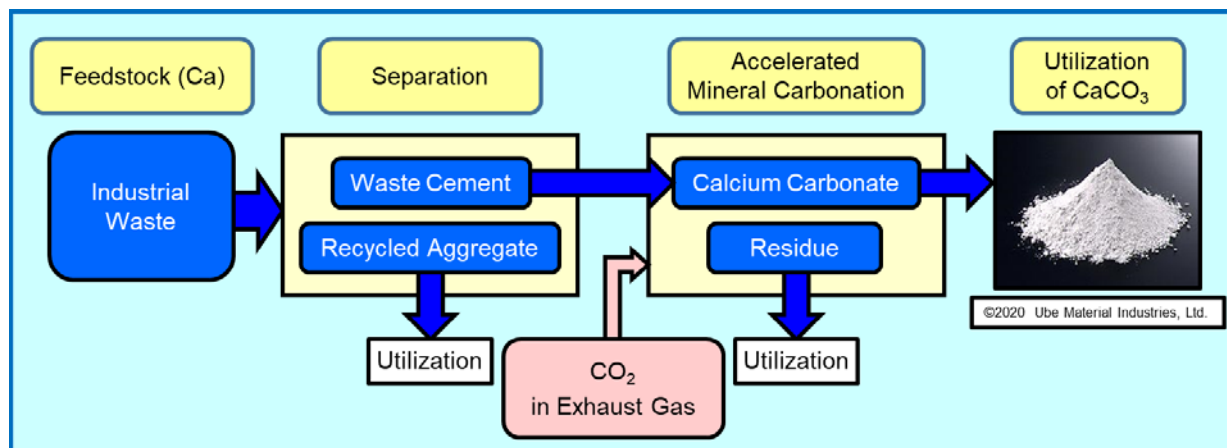 Feedstock (Ca)
Separation
Accelerated
Mineral Carbonation
Utilization
of CaCO₃
Industrial
Waste
Waste Cement
Recycled Aggregate
Calcium Carbonate
Residue
©2020 Ube Material Industries, Ltd.
Utilization
CO₂
in Exhaust Gas
Utilization